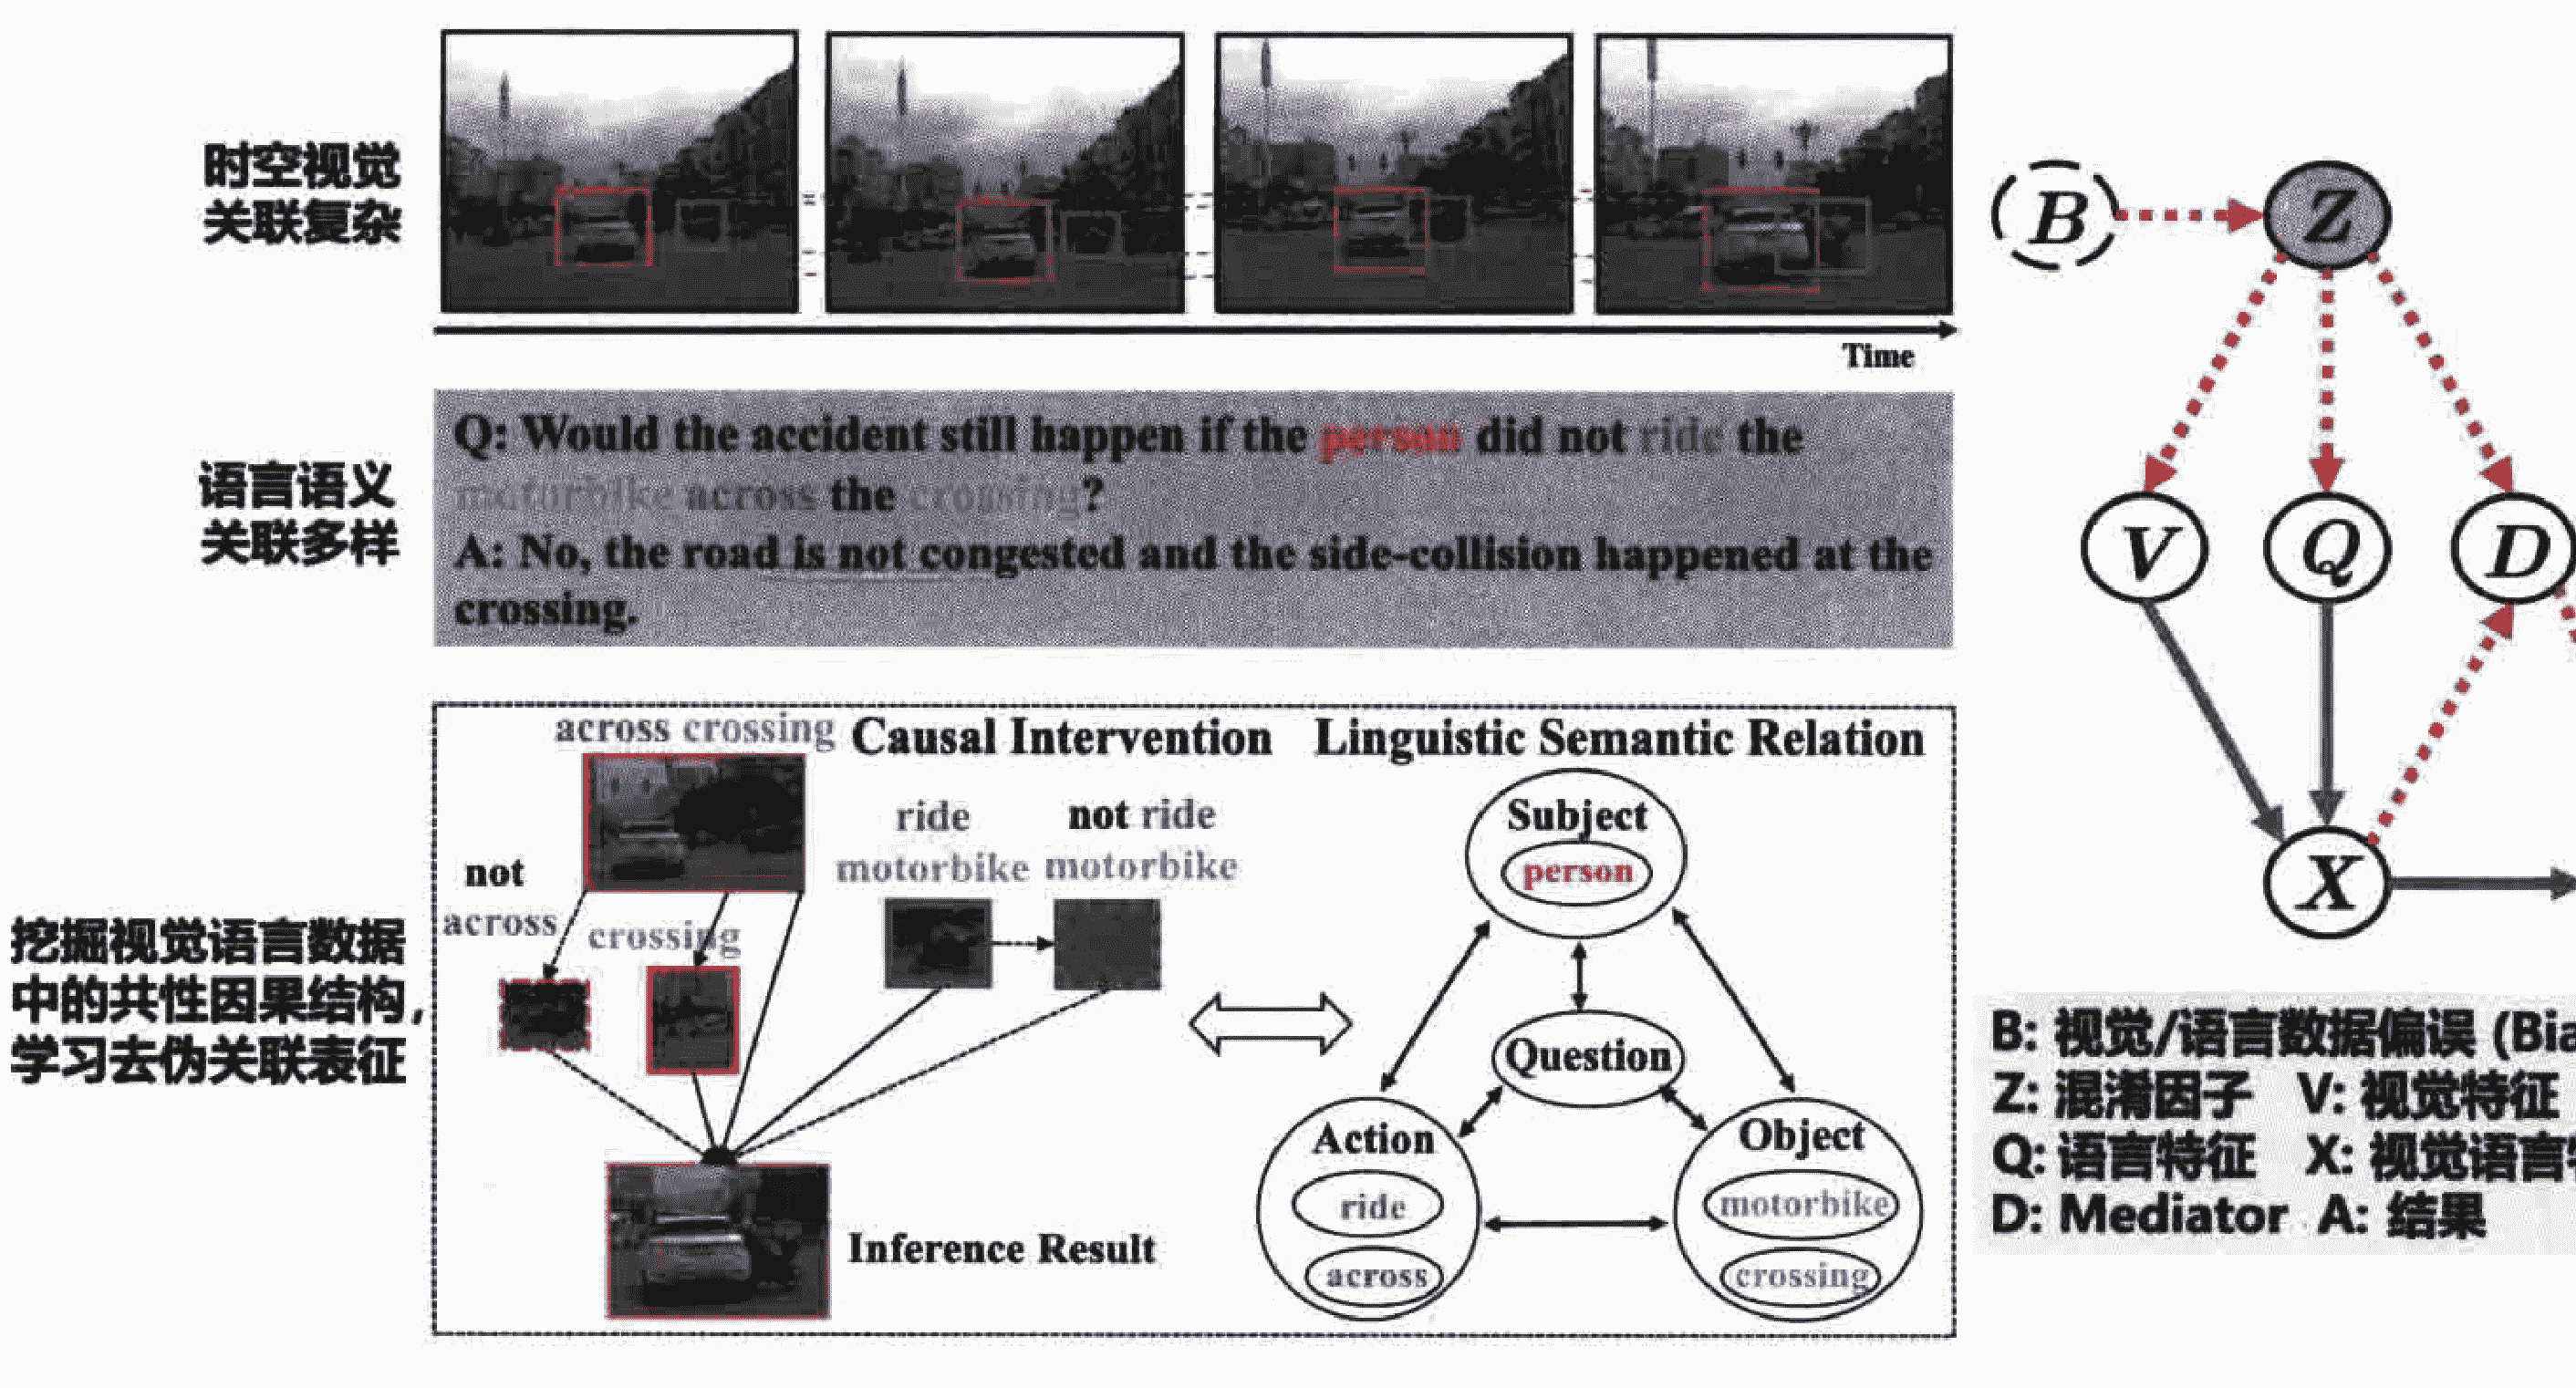 时空视觉
关联复杂
Time
语言语义
关联多样
Q: Would the accident still happen if the person did not ride the
motorbike across the crossing?
A: No, the road is not congested and the side-collision happened at the
crossing.
挖掘视觉语言数据
中的共性因果结构，
学习去伪关联表征
across crossing
Causal Intervention
Linguistic Semantic Relation
not
across
crossing
ride
motorbike
not ride
motorbike
Inference Result
Subject
person
Question
Action
ride
across
Object
motorbike
crossing
B
Z
V
Q
D
X
B: 视觉/语言数据偏误 (Bia
Z: 混淆因子 V: 视觉特征
Q: 语言特征 X: 视觉语言
D: Mediator A: 结果